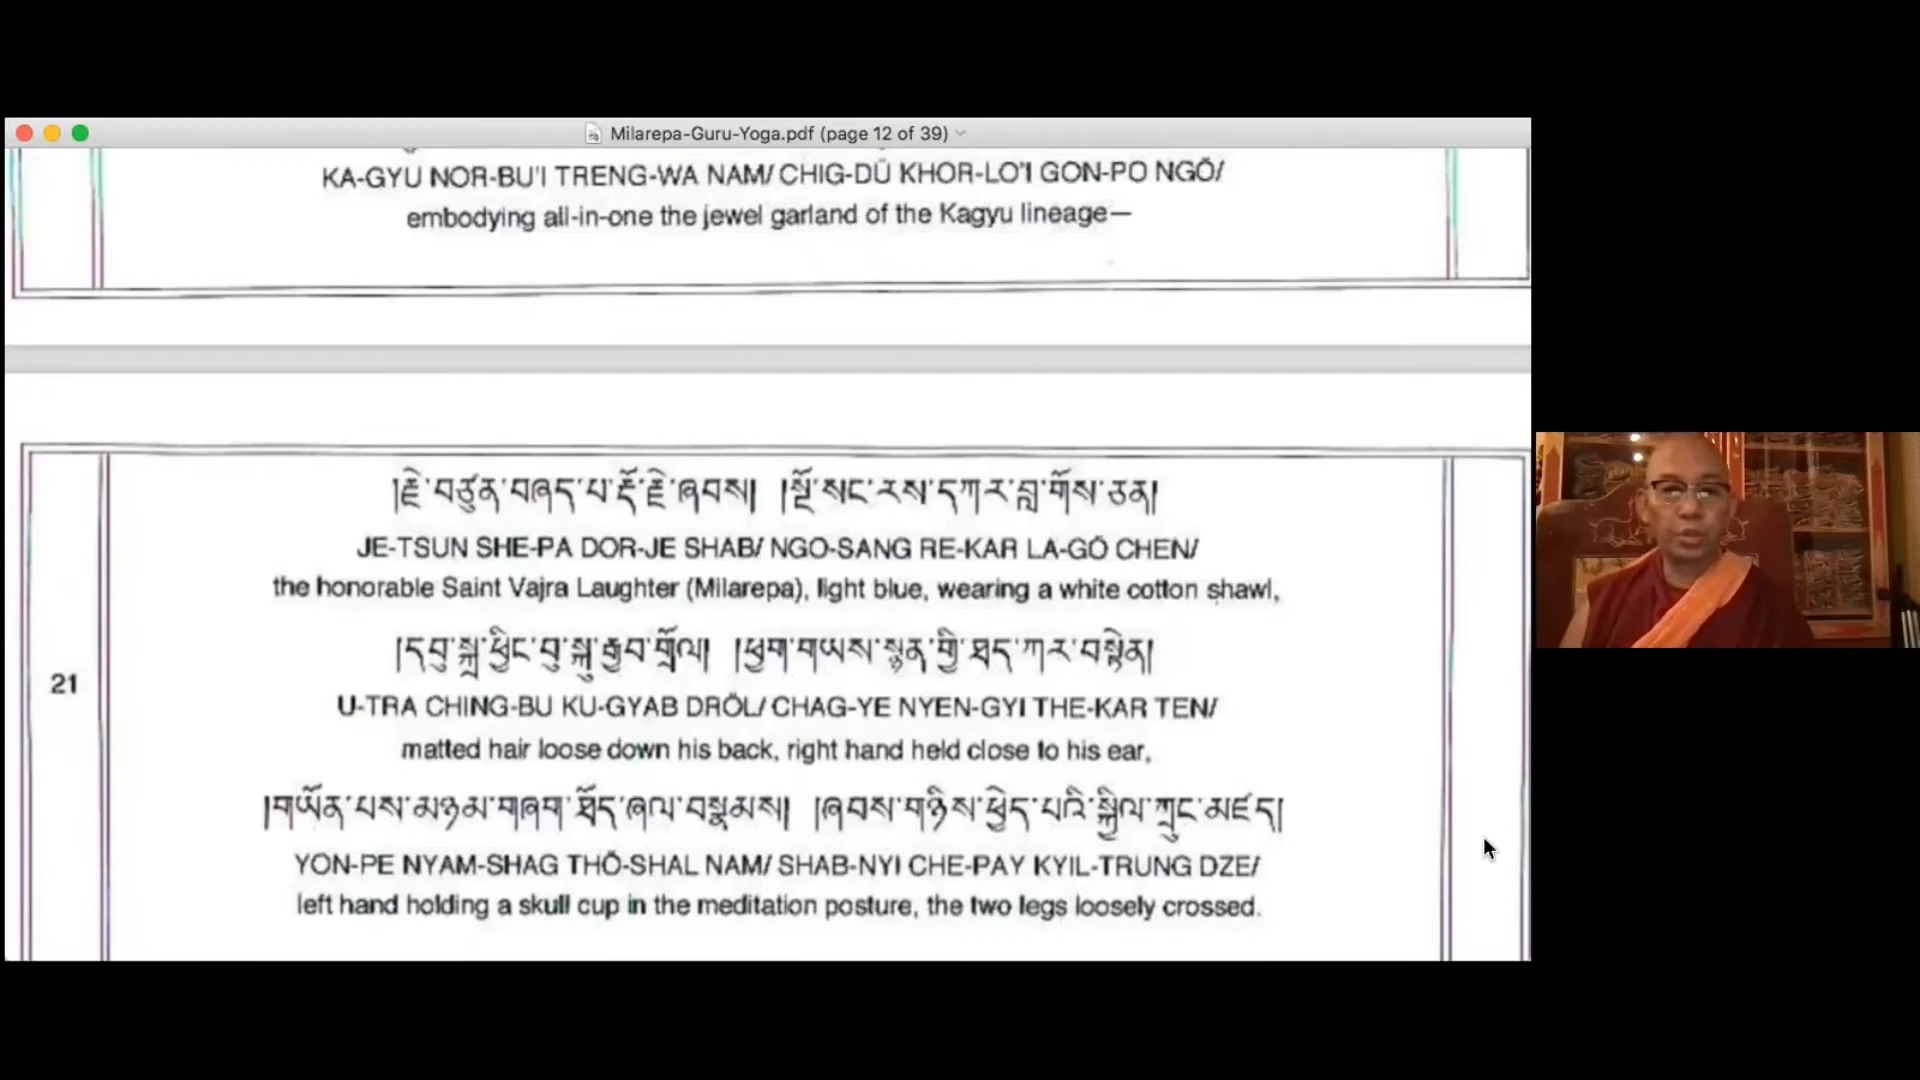 Milarepa-Guru-Yoga.pdf (page 12 of 39)
KA-GYU NOR-BU'I TRENG-WA NAM/ CHIG-DÜ KHOR-LO'I GON-PO NGÖ/
embodying all-in-one the jewel garland of the Kagyu lineage—
།རྗེ་བཙུན་བཞད་པ་རྡོ་རྗེ་ཞབས། །སྔོ་སང་རས་དཀར་བླ་གོས་ཅན།
JE-TSUN SHE-PA DOR-JE SHAB/ NGO-SANG RE-KAR LA-GÖ CHEN/
the honorable Saint Vajra Laughter (Milarepa), light blue, wearing a white cotton shawl,
།དབུ་སྐྲ་ཕྱིང་བུ་སྐུ་རྒྱབ་གྲོལ། །ཕྱག་གཡས་སྙན་གྱི་ཐད་ཀར་བསྟེན།
21
U-TRA CHING-BU KU-GYAB DRÖL/ CHAG-YE NYEN-GYI THE-KAR TEN/
matted hair loose down his back, right hand held close to his ear,
།གཡོན་པས་མཉམ་གཞག་ཐོད་ཞལ་བསྣམས། །ཞབས་གཉིས་ཕྱེད་པའི་སྐྱིལ་ཀྲུང་མཛད།
YON-PE NYAM-SHAG THÖ-SHAL NAM/ SHAB-NYI CHE-PAY KYIL-TRUNG DZE/
left hand holding a skull cup in the meditation posture, the two legs loosely crossed.